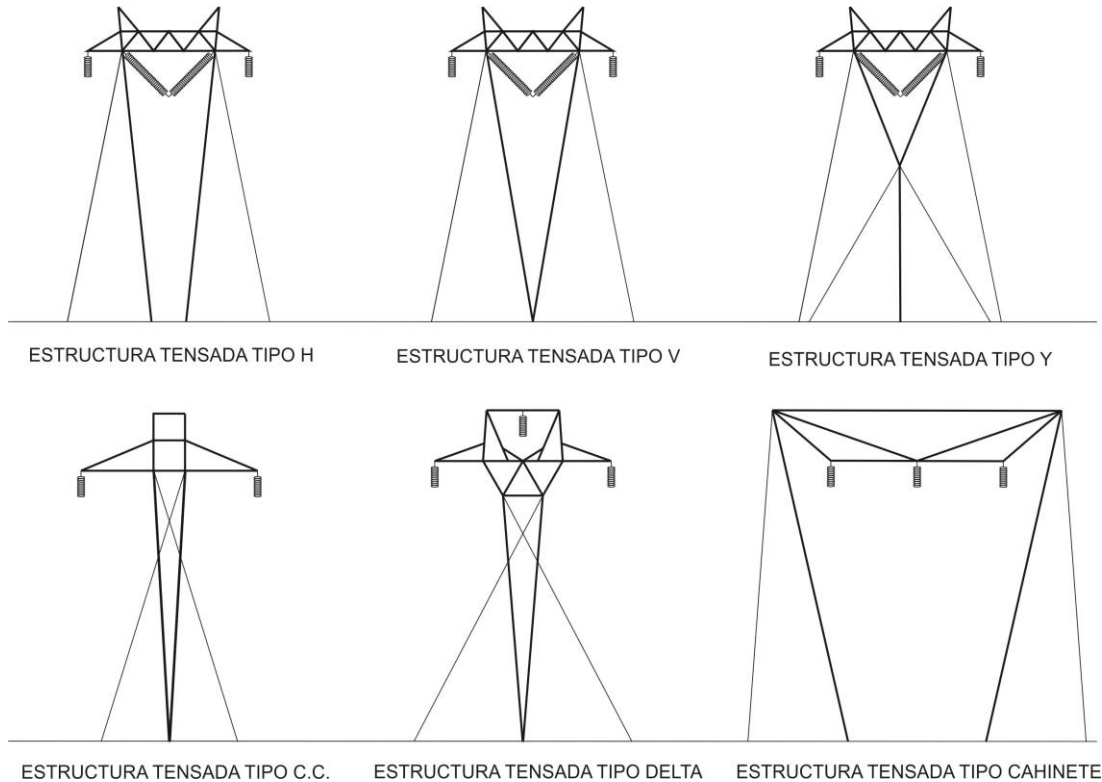 ESTRUCTURA TENSADA TIPO H
ESTRUCTURA TENSADA TIPO V
ESTRUCTURA TENSADA TIPO Y
ESTRUCTURA TENSADA TIPO C.C.
ESTRUCTURA TENSADA TIPO DELTA
ESTRUCTURA TENSADA TIPO CAHINETE